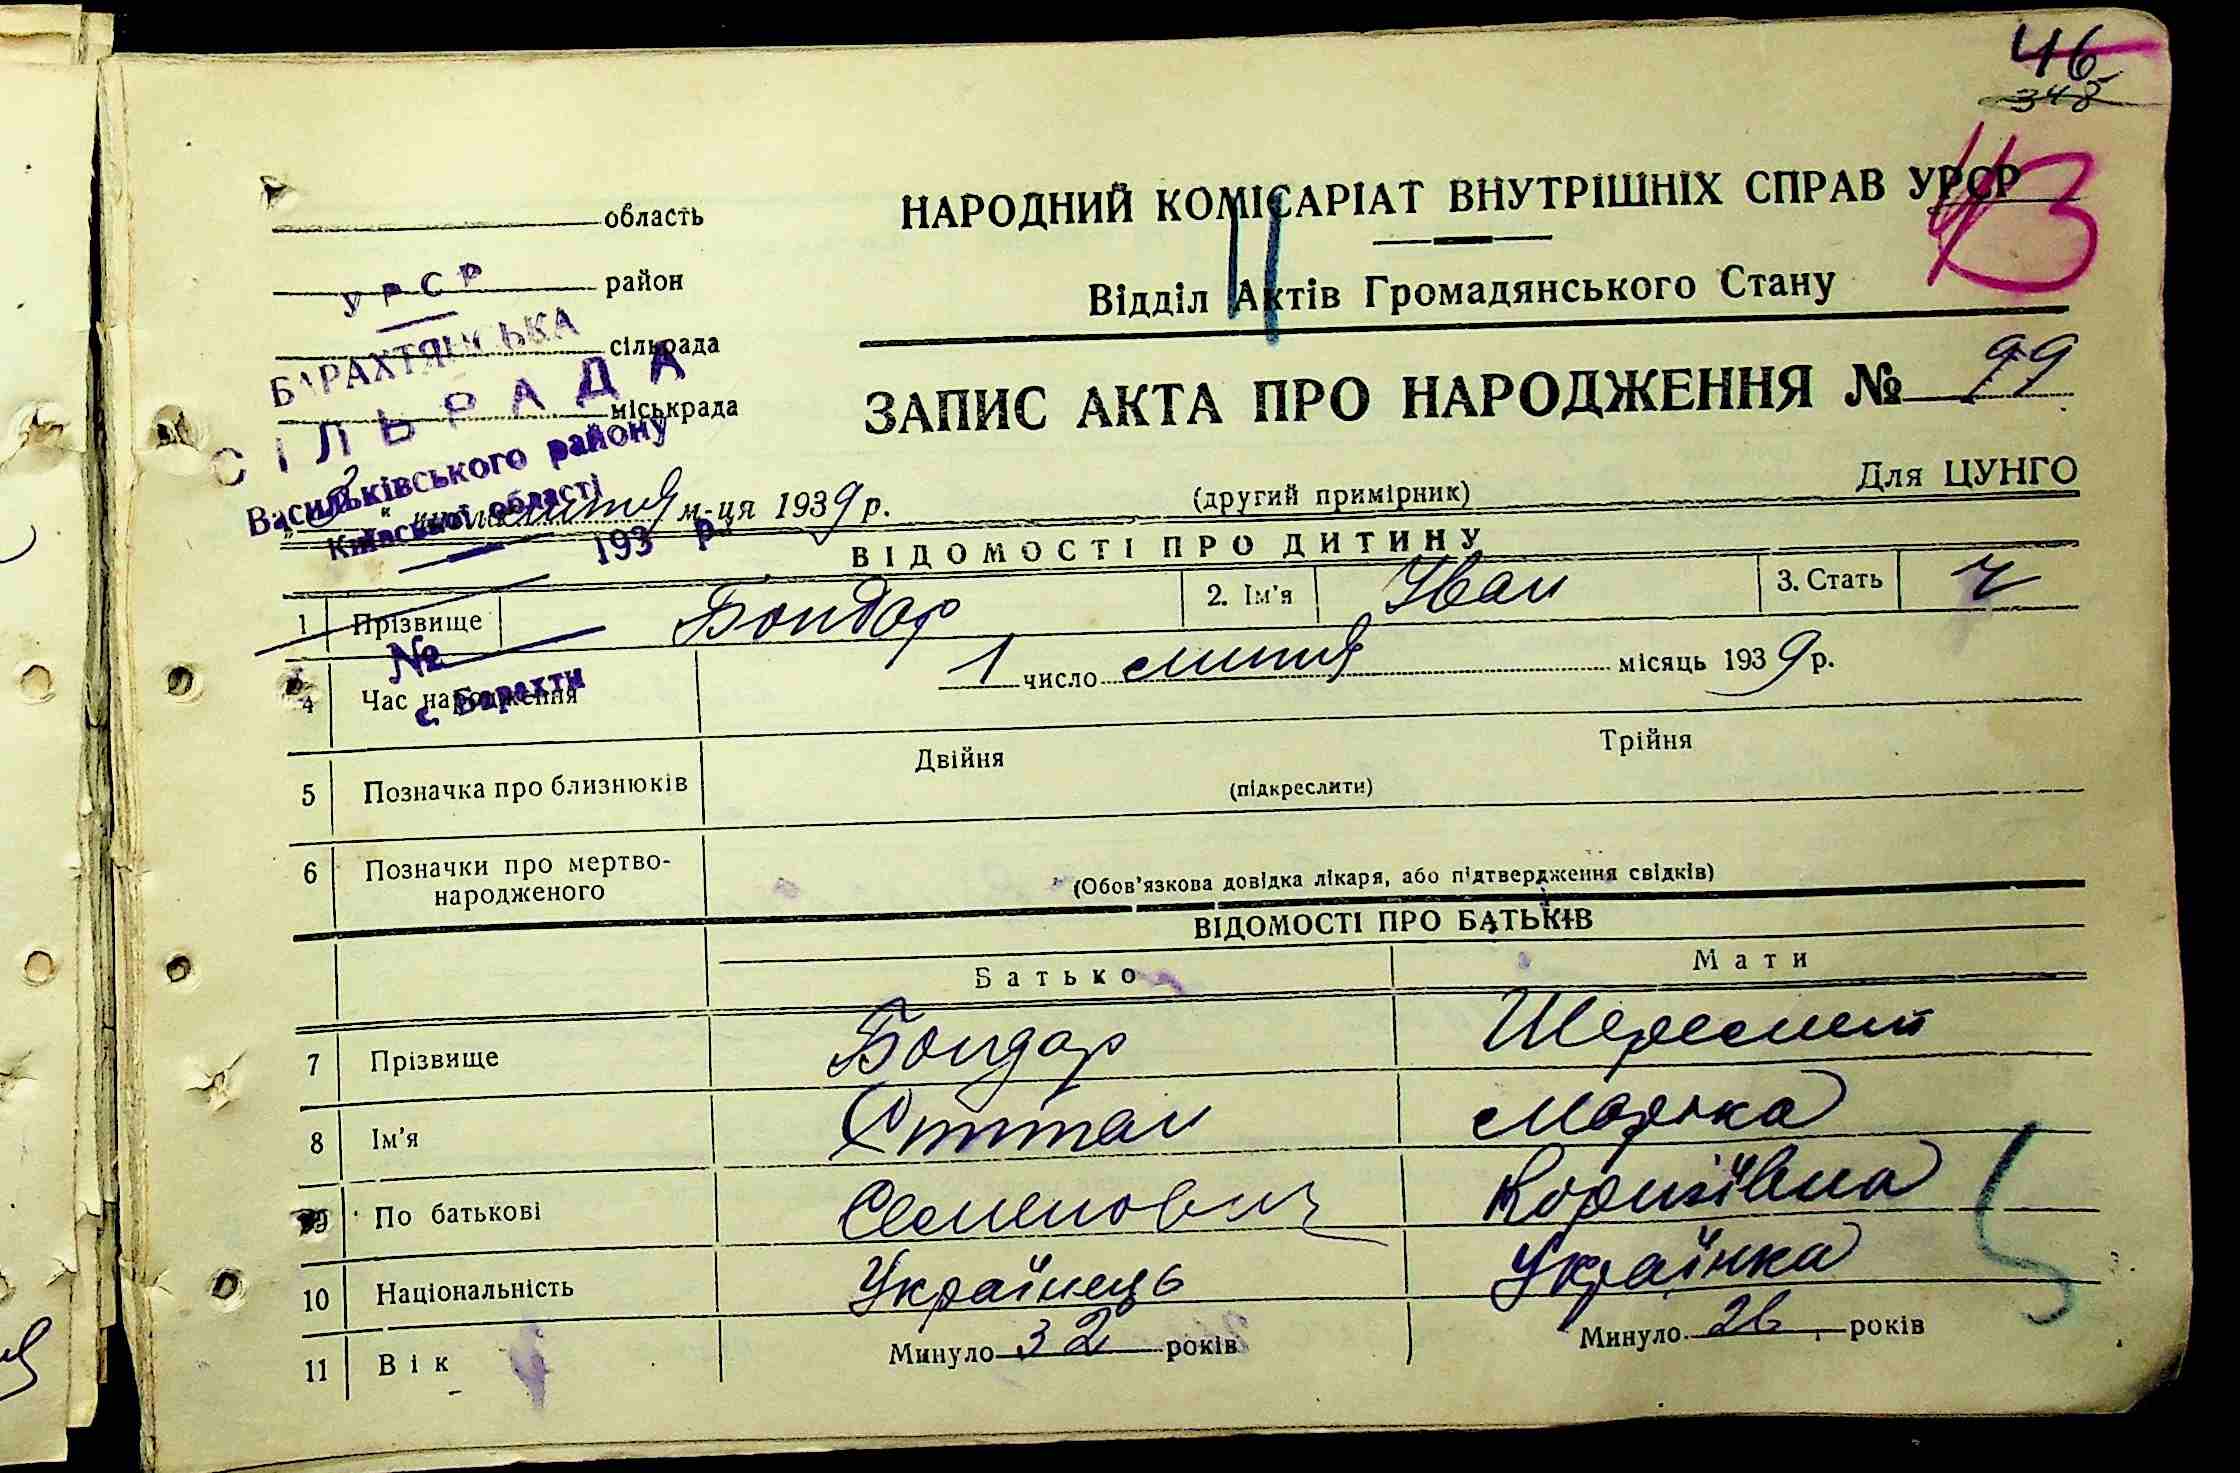 46
348
43
НАРОДНИЙ КОМІСАРІАТ ВНУТРІШНІХ СПРАВ УРСР
Відділ Актів Громадянського Стану
область
район
сільрада
міськрада
УРСР
БАРАХТЯНСЬКА
СІЛЬРАДА
Васильківського району
Київської області
193 р.
№
с. Барахти
ЗАПИС АКТА ПРО НАРОДЖЕННЯ № 99
м-ця 1939 р.
(другий примірник)
Для ЦУНГО
ВІДОМОСТІ ПРО ДИТИНУ
1 Прізвище Бондар 2. Ім'я Іван 3. Стать ч
4 Час народження 1 число липня місяць 1939 р.
5 Позначка про близнюків Двійня Трійня
(підкреслити)
6 Позначки про мертво-
народженого
(Обов'язкова довідка лікаря, або підтвердження свідків)
ВІДОМОСТІ ПРО БАТЬКІВ
Батько Мати
7 Прізвище Бондар Шересмет
8 Ім'я Степан Марька
9 По батькові Семенович
10 Національність Українець Українка
11 Вік Минуло 32 років Минуло 26 років